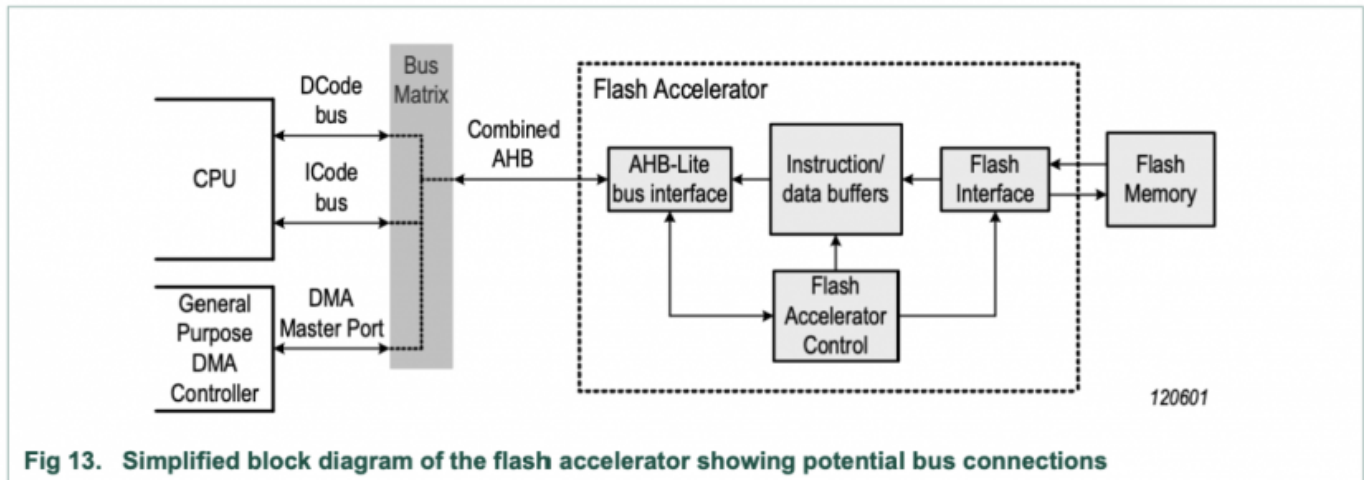 DCode
bus
Bus
Matrix
CPU
ICode
bus
General
Purpose
DMA
Controller
DMA
Master Port
Combined
AHB
Flash Accelerator
AHB-Lite
bus interface
Instruction/
data buffers
Flash
Interface
Flash
Memory
Flash
Accelerator
Control
120601
Fig 13. Simplified block diagram of the flash accelerator showing potential bus connections